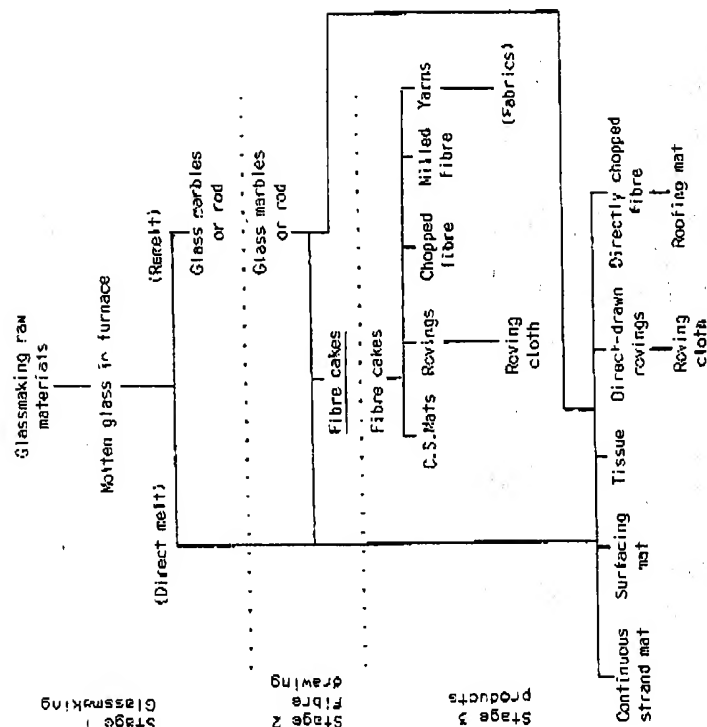 Glassmaking raw
materials
Molten glass in furnace
(Direct melt)
(Remelt)
Glass marbles
or rod
Glass marbles
or rod
Fibre cakes
Fibre cakes
C.S.Mats
Rovings
Chopped
fibre
Milled
fibre
Yarns
Roving
cloth
(Fabrics)
Continuous
strand mat
Surfacing
mat
Tissue
Direct-drawn
rovings
Directly chopped
fibre
Roving
cloth
Roofing mat
Stage 1
Glassmaking
Stage 2
Fibre
drawing
Stage 3
products